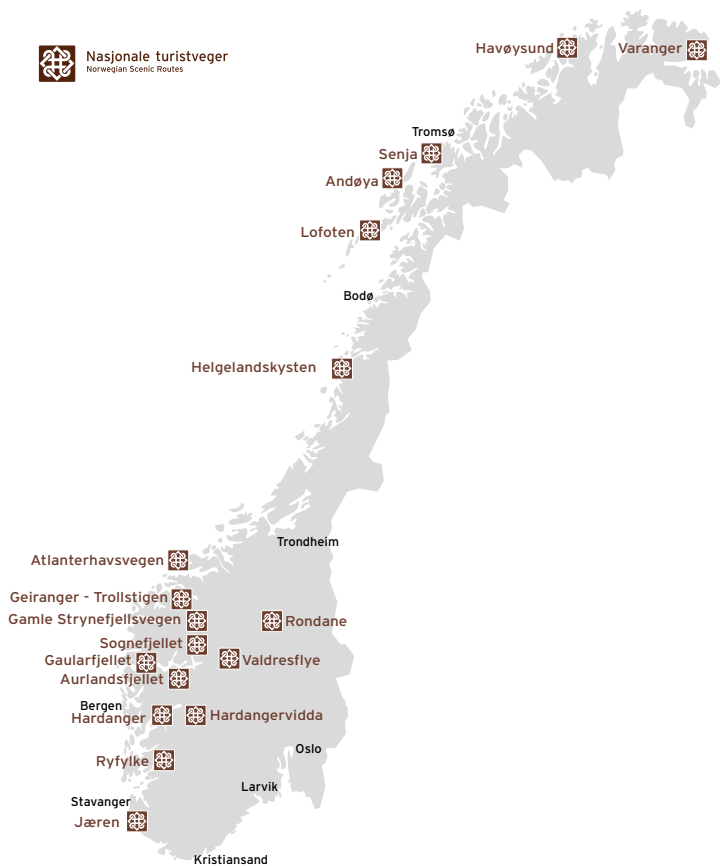 Nasjonale turistveger
Norwegian Scenic Routes
Havøysund
Varanger
Tromsø
Senja
Andøya
Lofoten
Bodø
Helgelandskysten
Trondheim
Atlanterhavsvegen
Geiranger - Trollstigen
Gamle Strynefjellsvegen
Rondane
Sognefjellet
Gaularfjellet
Valdresflye
Aurlandsfjellet
Bergen
Hardanger
Hardangervidda
Oslo
Ryfylke
Larvik
Stavanger
Jæren
Kristiansand